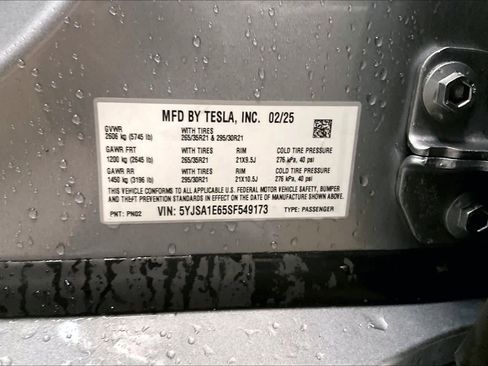 MFD BY TESLA, INC. 02/25
GVWR WITH TIRES
2606 kg (5745 lb) 265/35R21 & 295/30R21
GAWR FRT WITH TIRES RIM COLD TIRE PRESSURE
1200 kg (2645 lb) 265/35R21 21X9.5J 276 kPa, 40 psi
GAWR RR WITH TIRES RIM COLD TIRE PRESSURE
1450 kg (3196 lb) 295/30R21 21X10.5J 276 kPa, 40 psi
THIS VEHICLE CONFORMS TO ALL APPLICABLE U.S. FEDERAL MOTOR VEHICLE SAFETY, BUMPER
AND THEFT PREVENTION STANDARDS IN EFFECT ON THE DATE OF MANUFACTURE SHOWN ABOVE.
PNT: PN02 VIN: 5YJSA1E65SF549173 TYPE: PASSENGER